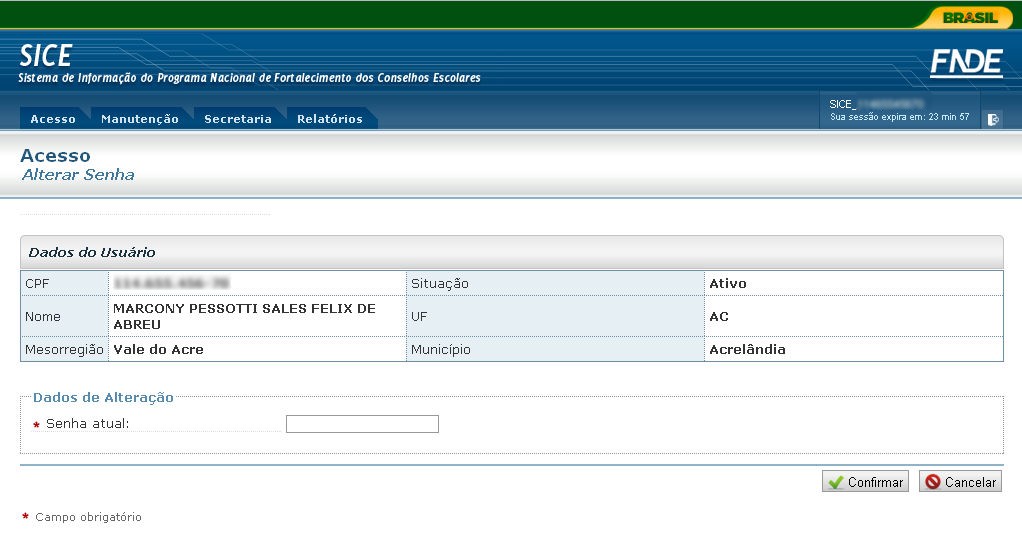 BRASIL
SICE
Sistema de Informação do Programa Nacional de Fortalecimento dos Conselhos Escolares
FNDE
Acesso Manutenção Secretaria Relatórios
SICE_
Sua sessão expira em: 23 min 57
Acesso
Alterar Senha
Dados do Usuário
CPF Situação Ativo
Nome MARCONY PESSOTTI SALES FELIX DE
ABREU UF AC
Mesorregião Vale do Acre Município Acrelândia
Dados de Alteração
* Senha atual:
Confirmar Cancelar
* Campo obrigatório